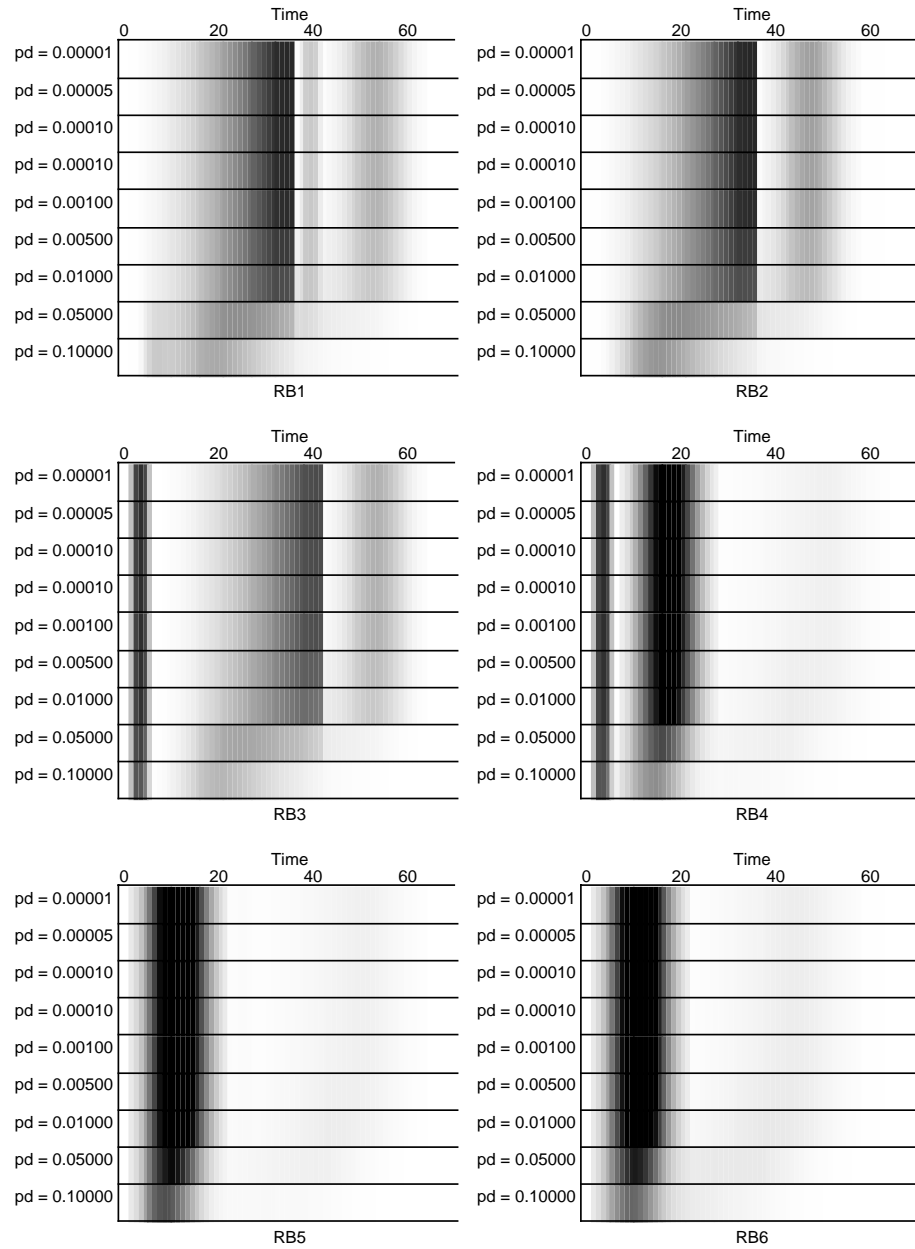 Time Time
0 20 40 60 0 20 40 60
pd = 0.00001 pd = 0.00001
pd = 0.00005 pd = 0.00005
pd = 0.00010 pd = 0.00010
pd = 0.00010 pd = 0.00010
pd = 0.00100 pd = 0.00100
pd = 0.00500 pd = 0.00500
pd = 0.01000 pd = 0.01000
pd = 0.05000 pd = 0.05000
pd = 0.10000 pd = 0.10000
RB1 RB2
Time Time
0 20 40 60 0 20 40 60
pd = 0.00001 pd = 0.00001
pd = 0.00005 pd = 0.00005
pd = 0.00010 pd = 0.00010
pd = 0.00010 pd = 0.00010
pd = 0.00100 pd = 0.00100
pd = 0.00500 pd = 0.00500
pd = 0.01000 pd = 0.01000
pd = 0.05000 pd = 0.05000
pd = 0.10000 pd = 0.10000
RB3 RB4
Time Time
0 20 40 60 0 20 40 60
pd = 0.00001 pd = 0.00001
pd = 0.00005 pd = 0.00005
pd = 0.00010 pd = 0.00010
pd = 0.00010 pd = 0.00010
pd = 0.00100 pd = 0.00100
pd = 0.00500 pd = 0.00500
pd = 0.01000 pd = 0.01000
pd = 0.05000 pd = 0.05000
pd = 0.10000 pd = 0.10000
RB5 RB6